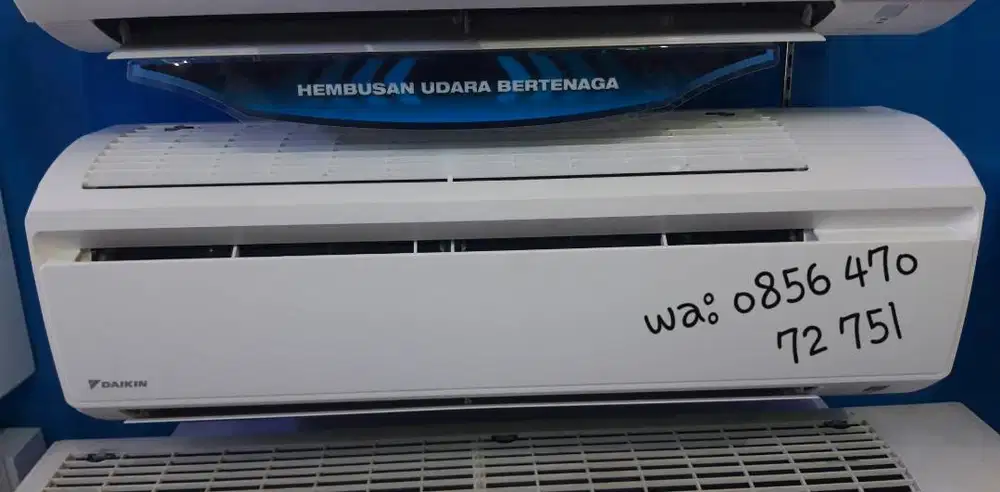 HEMBUSAN UDARA BERTENAGA
wa: 0856 470
72 751
DAIKIN